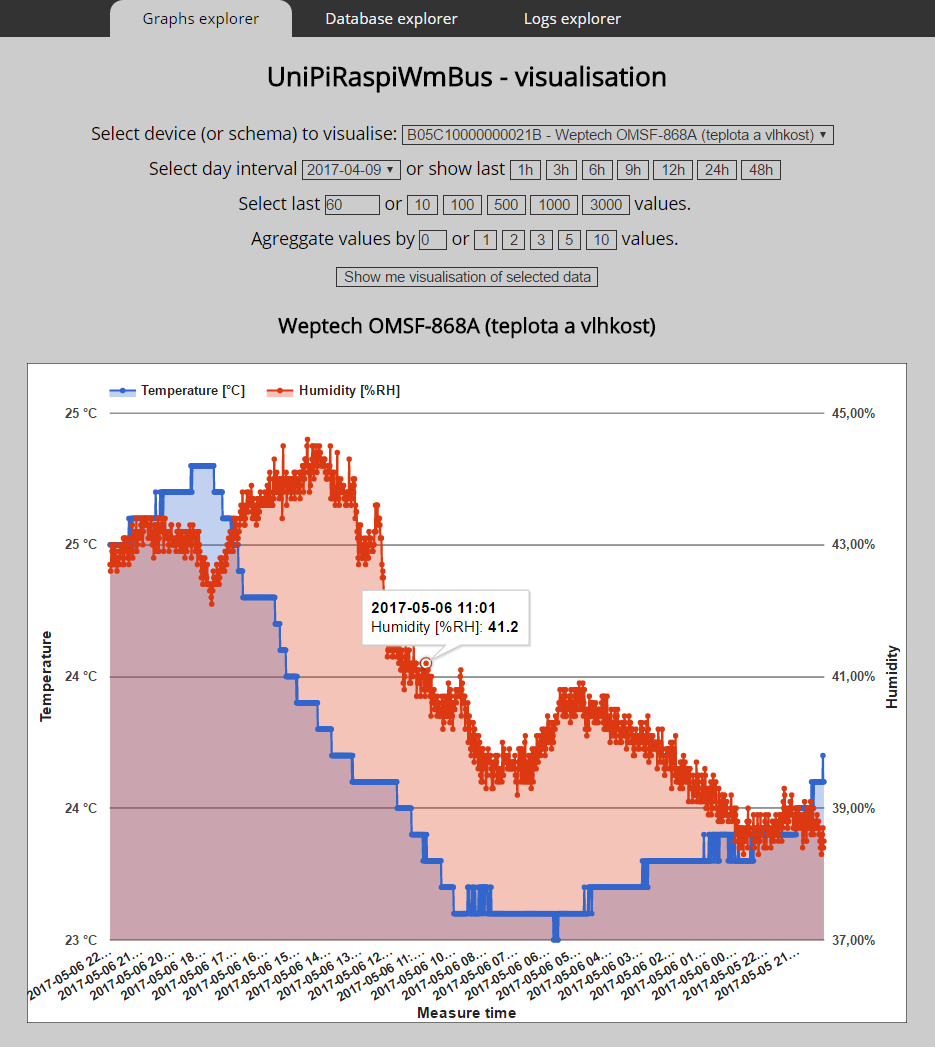 Graphs explorer Database explorer Logs explorer
UniPiRaspiWmBus - visualisation
Select device (or schema) to visualise: B05C10000000021B - Weptech OMSF-868A (teplota a vlhkost)
Select day interval 2017-04-09 or show last 1h 3h 6h 9h 12h 24h 48h
Select last 60 or 10 100 500 1000 3000 values.
Agreggate values by 0 or 1 2 3 5 10 values.
Show me visualisation of selected data
Weptech OMSF-868A (teplota a vlhkost)
Temperature [°C] Humidity [%RH]
25 °C 45,00%
25 °C 43,00%
2017-05-06 11:01
Humidity [%RH]: 41.2
24 °C 41,00%
Temperature
Humidity
24 °C 39,00%
23 °C 37,00%
2017-05-06 22...
2017-05-06 21...
2017-05-06 20...
2017-05-06 18...
2017-05-06 17...
2017-05-06 16...
2017-05-06 15...
2017-05-06 14...
2017-05-06 13...
2017-05-06 12...
2017-05-06 11...
2017-05-06 10...
2017-05-06 08...
2017-05-06 07...
2017-05-06 06...
2017-05-06 05...
2017-05-06 04...
2017-05-06 03...
2017-05-06 02...
2017-05-06 01...
2017-05-06 00...
2017-05-05 22...
2017-05-05 21...
Measure time